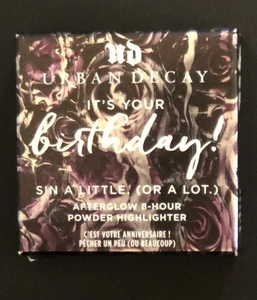 UD
URBAN DECAY
IT'S YOUR
birthday!
SIN A LITTLE. (OR A LOT.)
AFTERGLOW 8-HOUR
POWDER HIGHLIGHTER
C'EST VOTRE ANNIVERSAIRE !
PECHER UN PEU (OU BEAUCOUP)